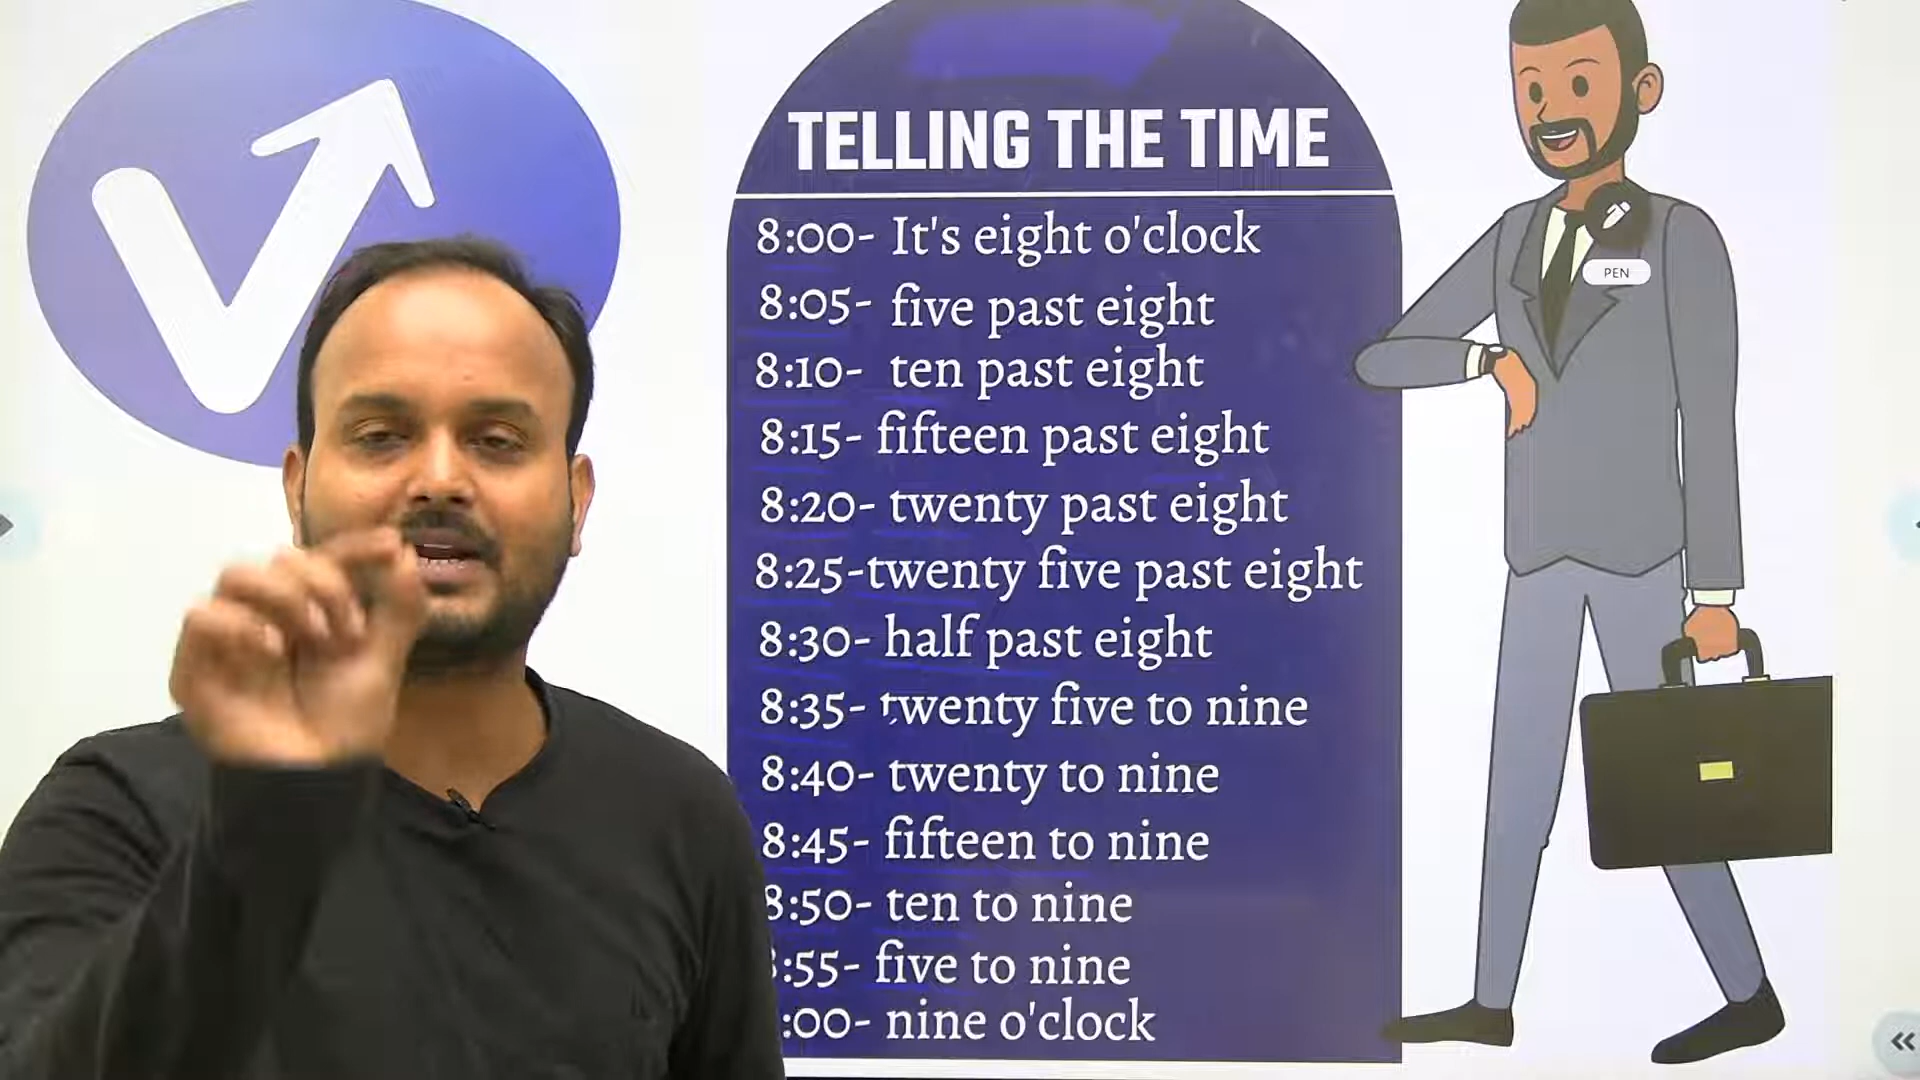 TELLING THE TIME
8:00- It's eight o'clock
8:05- five past eight
8:10- ten past eight
8:15- fifteen past eight
8:20- twenty past eight
8:25-twenty five past eight
8:30- half past eight
8:35- twenty five to nine
8:40- twenty to nine
8:45- fifteen to nine
8:50- ten to nine
:55- five to nine
:00- nine o'clock
PEN